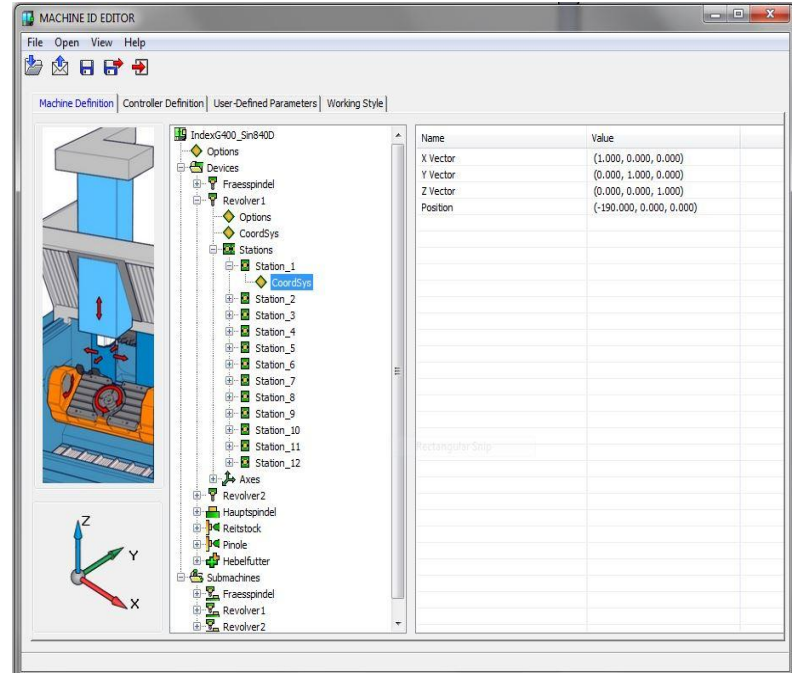 MACHINE ID EDITOR
File Open View Help
Machine Definition Controller Definition User-Defined Parameters Working Style
IndexG400_Sin840D
Options
Devices
Fraesspindel
Revolver1
Options
CoordSys
Stations
Station_1
CoordSys
Station_2
Station_3
Station_4
Station_5
Station_6
Station_7
Station_8
Station_9
Station_10
Station_11
Station_12
Axes
Revolver2
Hauptspindel
Reitstock
Pinole
Hebelfutter
Submachines
Fraesspindel
Revolver1
Revolver2
Name Value
X Vector (1.000, 0.000, 0.000)
Y Vector (0.000, 1.000, 0.000)
Z Vector (0.000, 0.000, 1.000)
Position (-190.000, 0.000, 0.000)
Rectangular Snip
Z
Y
X